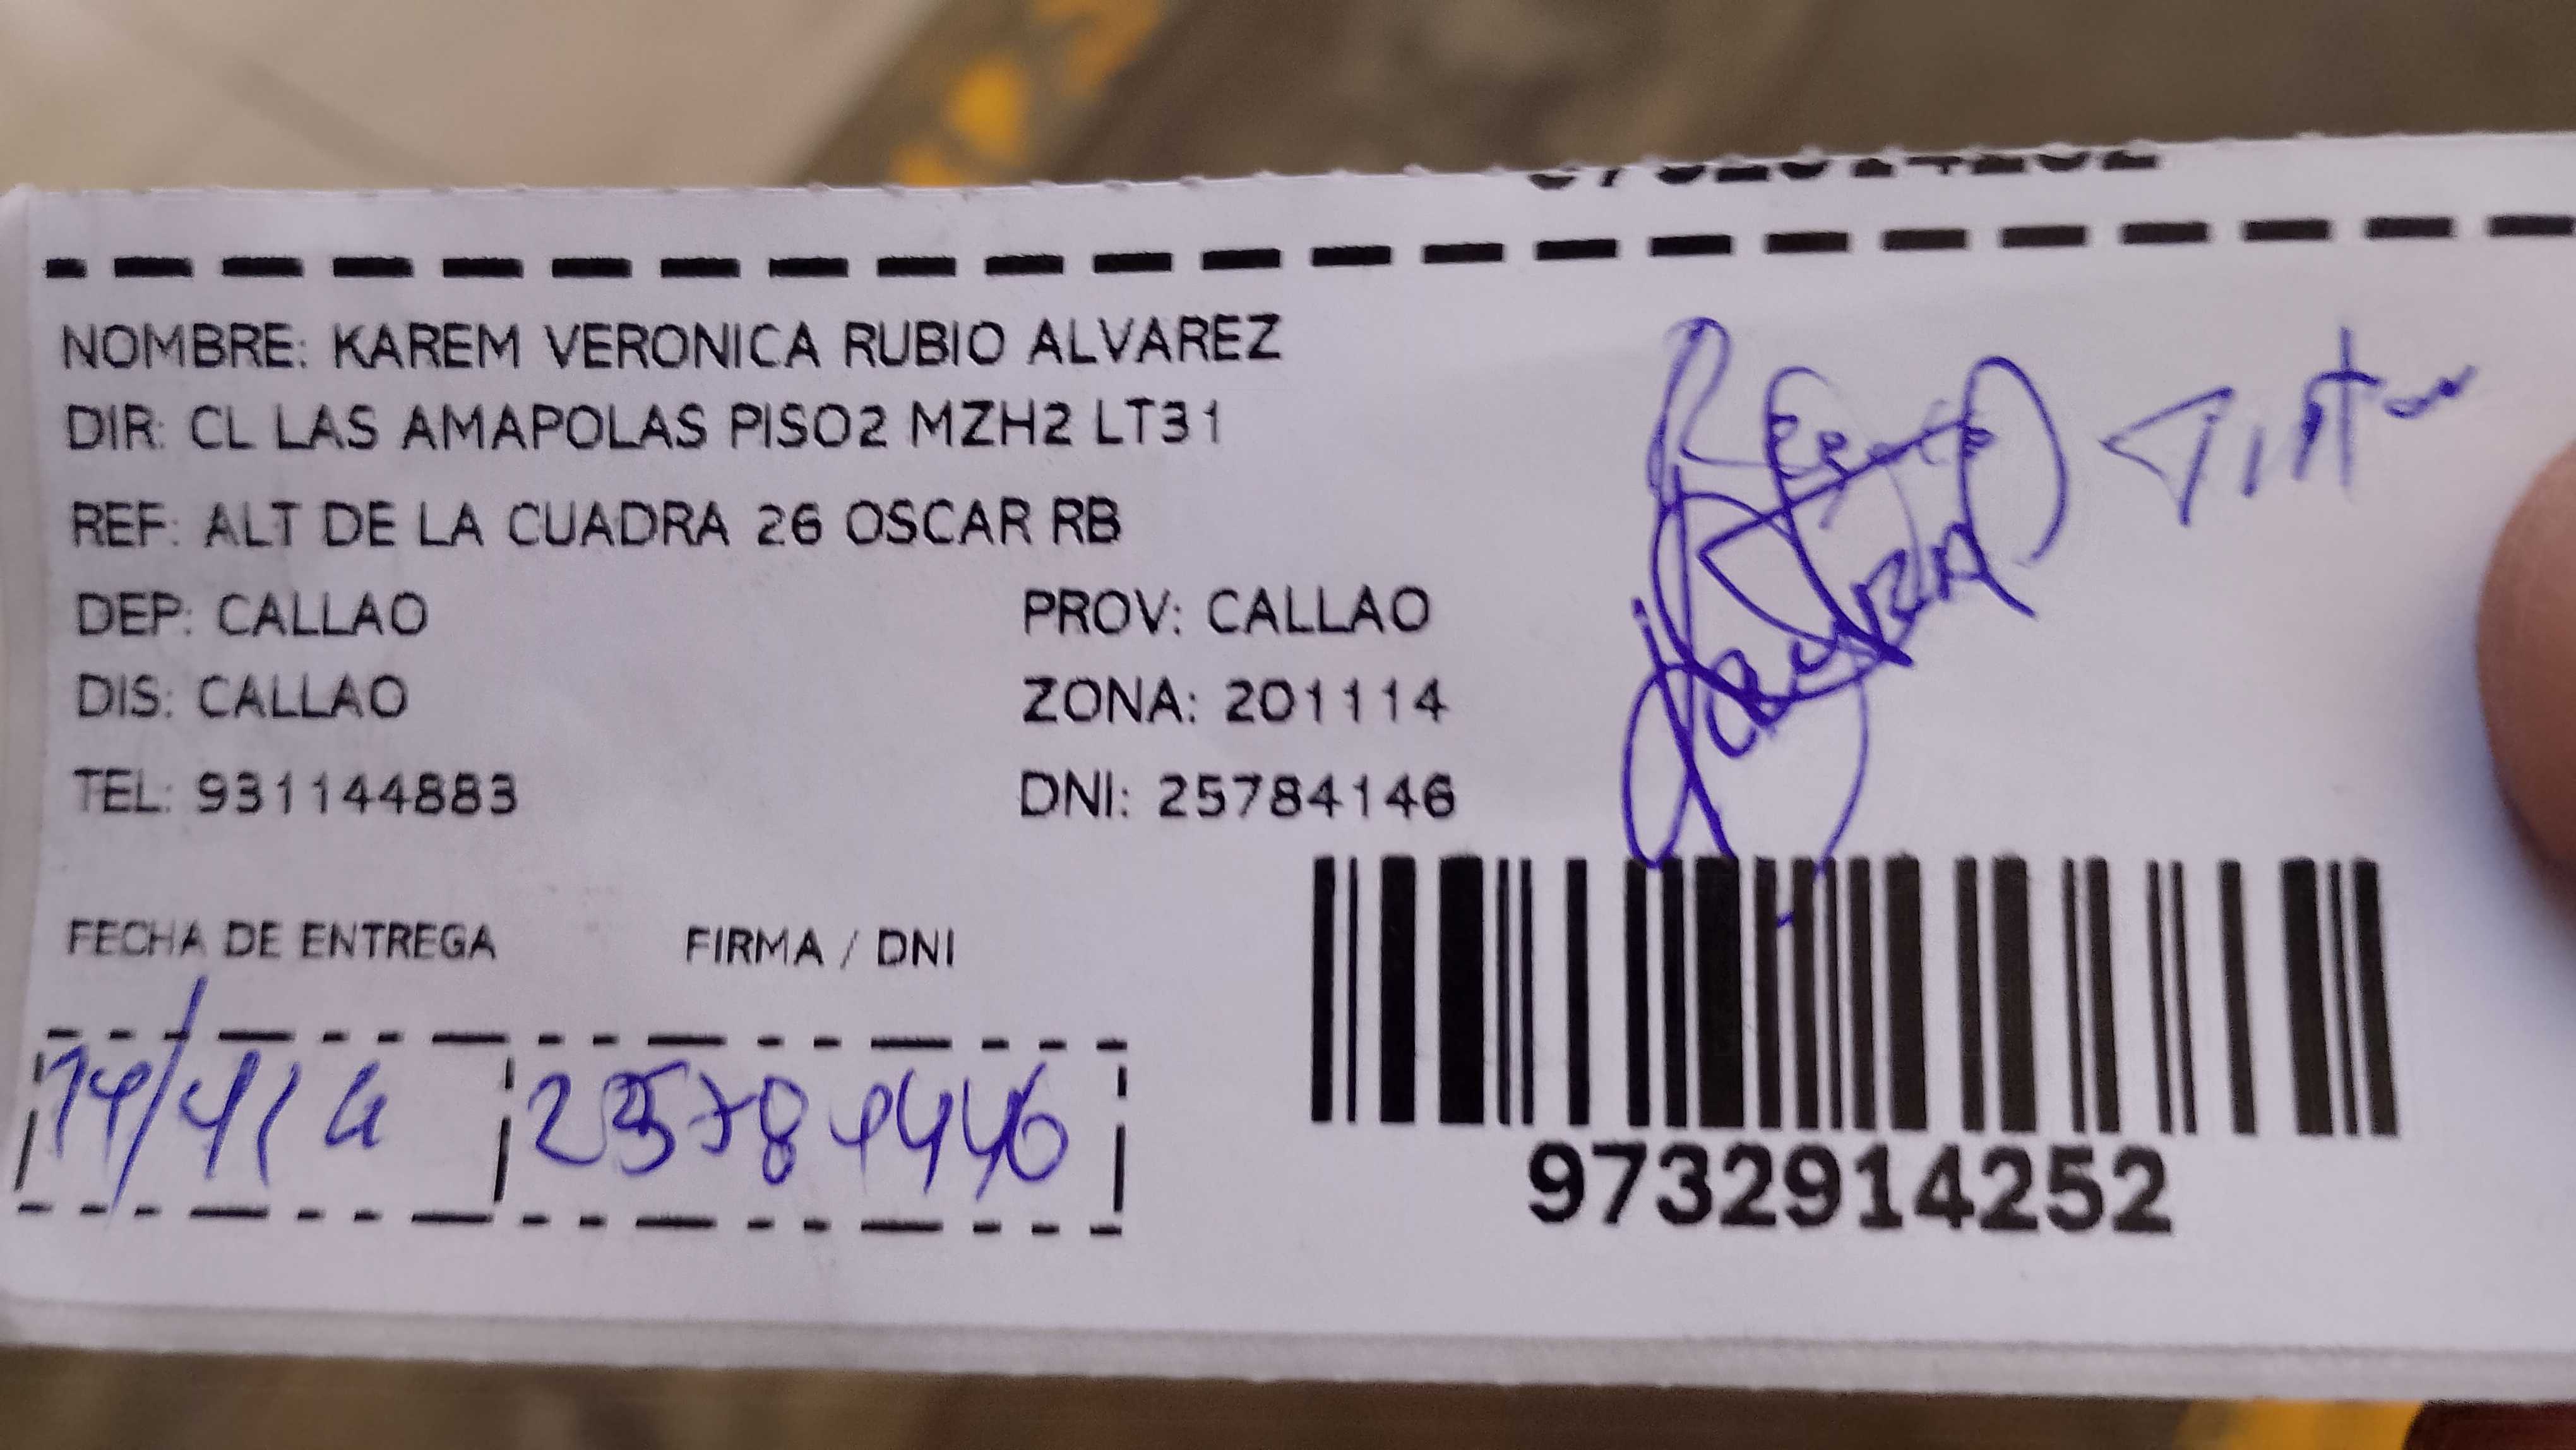 NOMBRE: KAREM VERONICA RUBIO ALVAREZ
DIR: CL LAS AMAPOLAS PISO2 MZH2 LT31
REF: ALT DE LA CUADRA 26 OSCAR RB
DEP: CALLAO PROV: CALLAO
DIS: CALLAO ZONA: 201114
TEL: 931144883 DNI: 25784146
FECHA DE ENTREGA FIRMA / DNI
9732914252